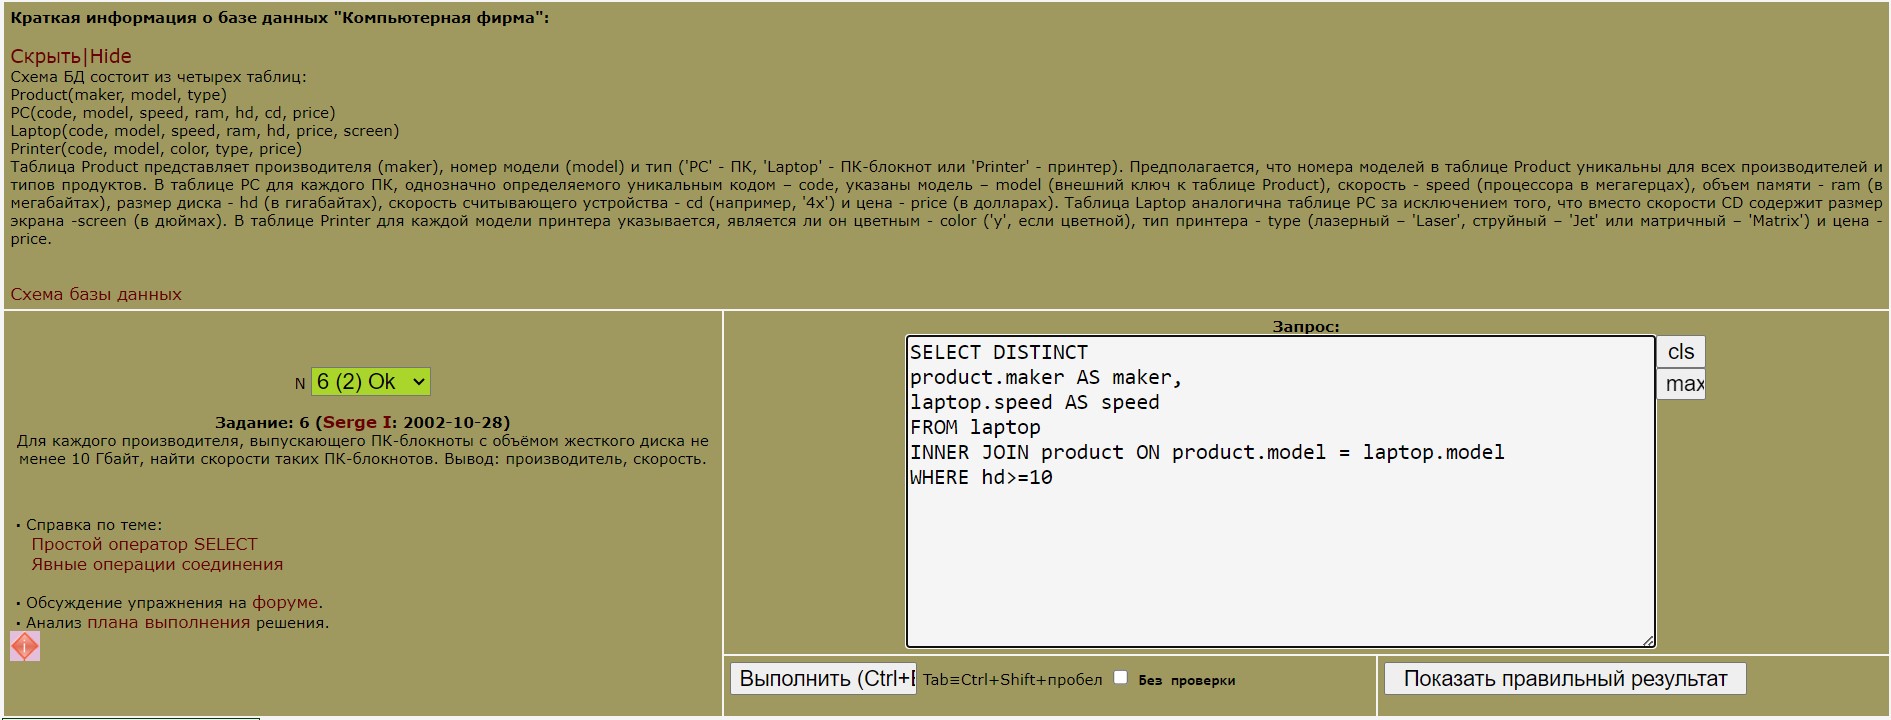 Краткая информация о базе данных "Компьютерная фирма":
Скрыть|Hide
Схема БД состоит из четырех таблиц:
Product(maker, model, type)
PC(code, model, speed, ram, hd, cd, price)
Laptop(code, model, speed, ram, hd, price, screen)
Printer(code, model, color, type, price)
Таблица Product представляет производителя (maker), номер модели (model) и тип ('PC' - ПК, 'Laptop' - ПК-блокнот или 'Printer' - принтер). Предполагается, что номера моделей в таблице Product уникальны для всех производителей и
типов продуктов. В таблице PC для каждого ПК, однозначно определяемого уникальным кодом – code, указаны модель – model (внешний ключ к таблице Product), скорость - speed (процессора в мегагерцах), объем памяти - ram (в
мегабайтах), размер диска - hd (в гигабайтах), скорость считывающего устройства - cd (например, '4x') и цена - price (в долларах). Таблица Laptop аналогична таблице РС за исключением того, что вместо скорости CD содержит размер
экрана -screen (в дюймах). В таблице Printer для каждой модели принтера указывается, является ли он цветным - color ('y', если цветной), тип принтера - type (лазерный – 'Laser', струйный – 'Jet' или матричный – 'Matrix') и цена -
price.
Схема базы данных
N 6 (2) Ok
Задание: 6 (Serge I: 2002-10-28)
Для каждого производителя, выпускающего ПК-блокноты c объёмом жесткого диска не
менее 10 Гбайт, найти скорости таких ПК-блокнотов. Вывод: производитель, скорость.
· Справка по теме:
Простой оператор SELECT
Явные операции соединения
· Обсуждение упражнения на форуме.
· Анализ плана выполнения решения.
Запрос:
SELECT DISTINCT
product.maker AS maker,
laptop.speed AS speed
FROM laptop
INNER JOIN product ON product.model = laptop.model
WHERE hd>=10
cls
max
Выполнить (Ctrl+E Tab≡Ctrl+Shift+пробел Без проверки
Показать правильный результат